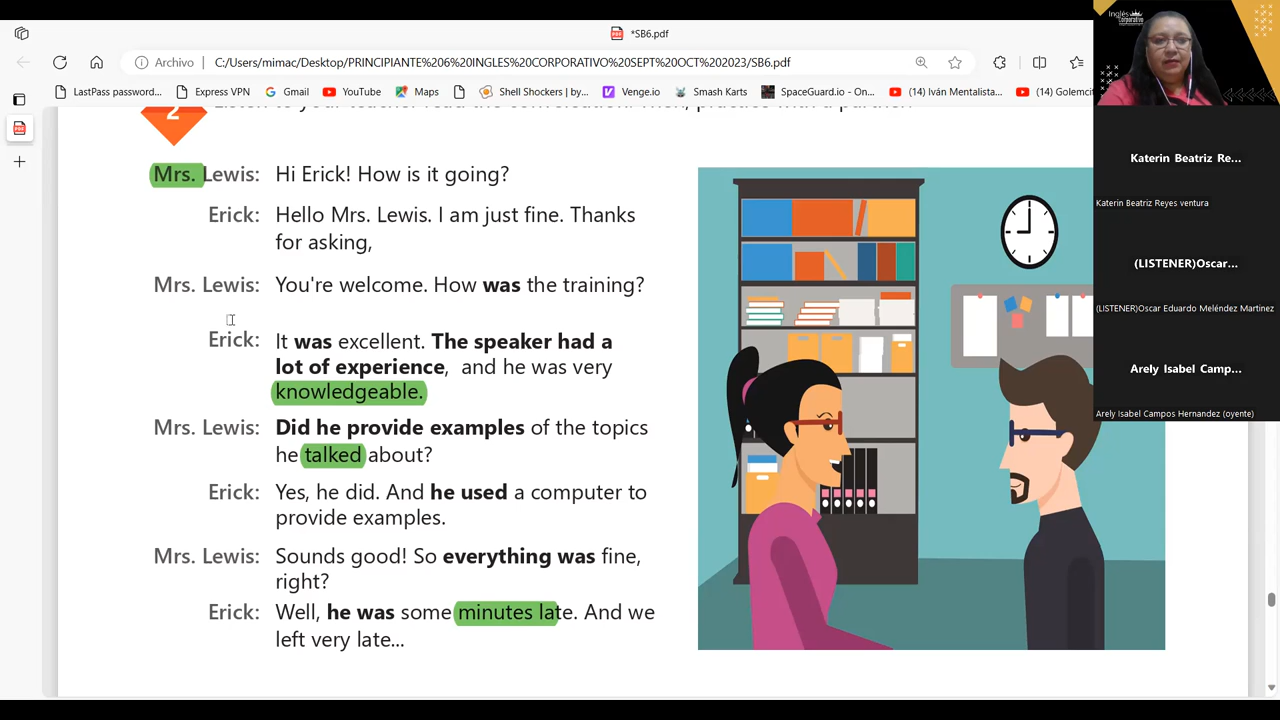 *SB6.pdf
Archivo
C:/Users/mimac/Desktop/PRINCIPIANTE%206%20INGLES%20CORPORATIVO%20SEPT%20OCT%202023/SB6.pdf
LastPass password...
Express VPN
Gmail
YouTube
Maps
Shell Shockers | by...
Venge.io
Smash Karts
SpaceGuard.io - On...
(14) Iván Mentalista...
(14) Golemcit
2
Mrs. Lewis: Hi Erick! How is it going?
Erick: Hello Mrs. Lewis. I am just fine. Thanks
for asking,
Mrs. Lewis: You're welcome. How was the training?
Erick: It was excellent. The speaker had a
lot of experience, and he was very
knowledgeable.
Mrs. Lewis: Did he provide examples of the topics
he talked about?
Erick: Yes, he did. And he used a computer to
provide examples.
Mrs. Lewis: Sounds good! So everything was fine,
right?
Erick: Well, he was some minutes late. And we
left very late...
Inglés
Corporativo
Katerin Beatriz Re...
Katerin Beatriz Reyes ventura
(LISTENER)Oscar...
(LISTENER)Oscar Eduardo Meléndez Martinez
Arely Isabel Camp...
Arely Isabel Campos Hernandez (oyente)